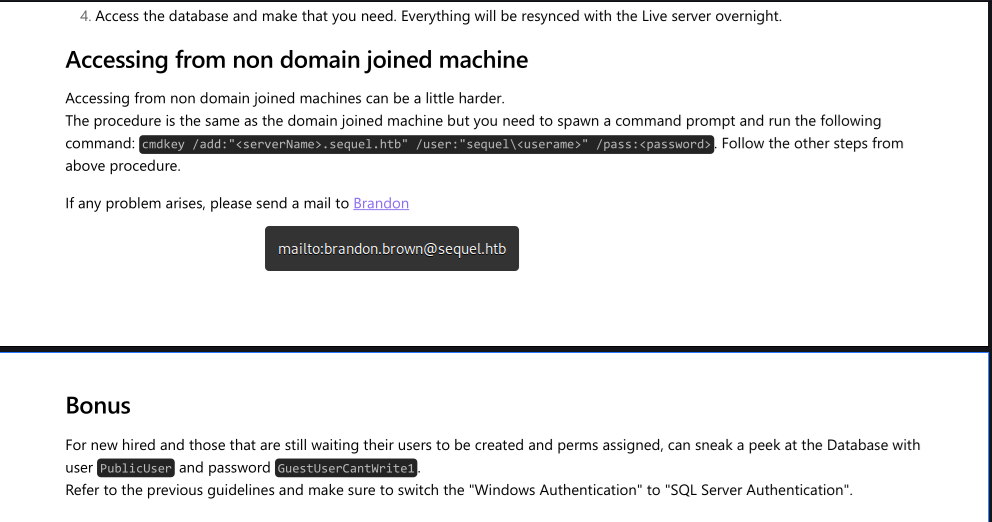 4. Access the database and make that you need. Everything will be resynced with the Live server overnight.
Accessing from non domain joined machine
Accessing from non domain joined machines can be a little harder.
The procedure is the same as the domain joined machine but you need to spawn a command prompt and run the following
command: cmdkey /add:"<serverName>.sequel.htb" /user:"sequel\<userame>" /pass:<password>. Follow the other steps from
above procedure.
If any problem arises, please send a mail to Brandon
mailto:brandon.brown@sequel.htb
Bonus
For new hired and those that are still waiting their users to be created and perms assigned, can sneak a peek at the Database with
user PublicUser and password GuestUserCantWrite1.
Refer to the previous guidelines and make sure to switch the "Windows Authentication" to "SQL Server Authentication".